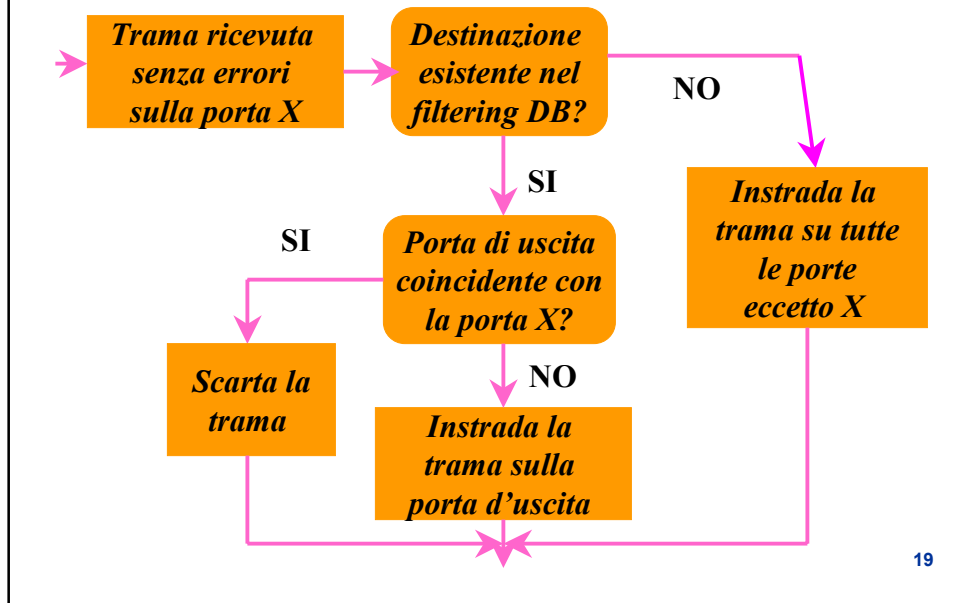 Trama ricevuta
senza errori
sulla porta X
Destinazione
esistente nel
filtering DB?
NO
SI
Instrada la
trama su tutte
le porte
eccetto X
SI
Porta di uscita
coincidente con
la porta X?
Scarta la
trama
NO
Instrada la
trama sulla
porta d'uscita
19